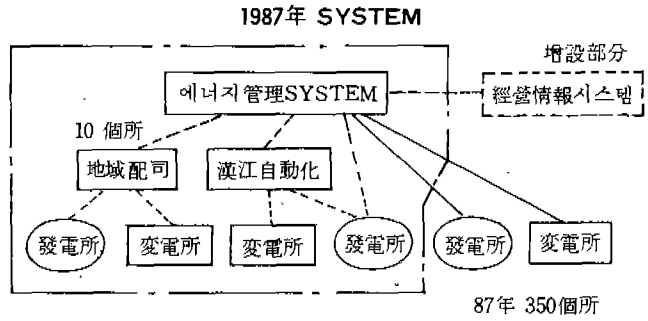 1987年 SYSTEM
增設部分
에너지管理SYSTEM
經營情報시스템
10 個所
地域配司
漢江自動化
發電所
変電所
変電所
發電所
發電所
変電所
87年 350個所